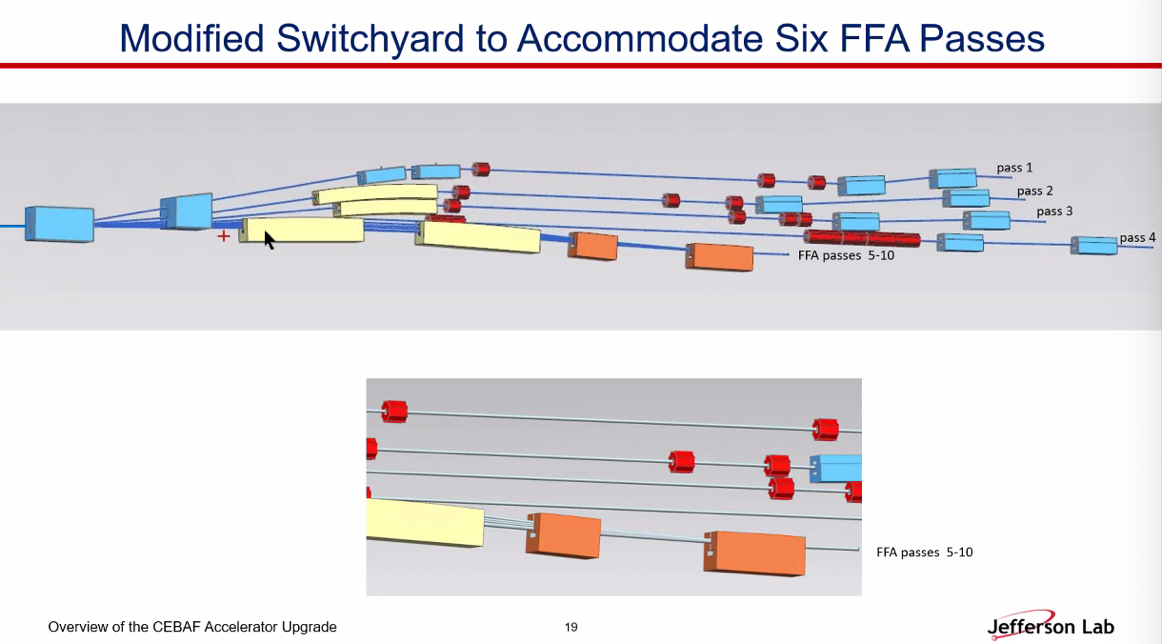 Modified Switchyard to Accommodate Six FFA Passes
pass 1
pass 2
pass 3
pass 4
FFA passes 5-10
FFA passes 5-10
Overview of the CEBAF Accelerator Upgrade
19
Jefferson Lab